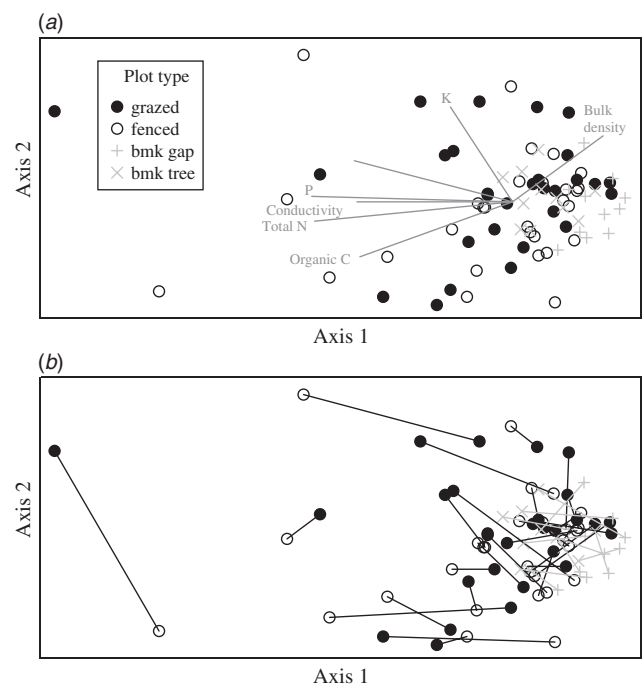 (a)
Plot type
grazed
fenced
bmk gap
bmk tree
K
Bulk
density
P
Conductivity
Total N
Organic C
Axis 2
Axis 1
(b)
Axis 2
Axis 1